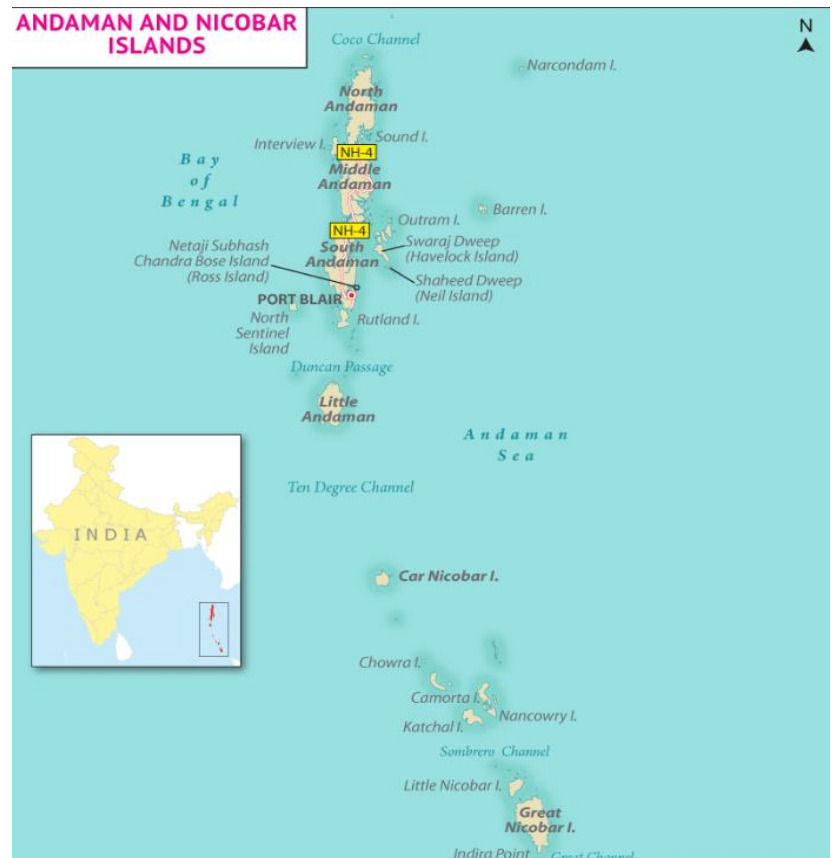 ANDAMAN AND NICOBAR
ISLANDS
Coco Channel
N
Narcondam I.
North
Andaman
Interview I.
Sound I.
NH-4
Middle
Andaman
Bay
of
Bengal
Barren I.
Outram I.
NH-4
Swaraj Dweep
(Havelock Island)
South
Andaman
Netaji Subhash
Chandra Bose Island
(Ross Island)
Shaheed Dweep
(Neil Island)
PORT BLAIR
North
Sentinel
Island
Rutland I.
Duncan Passage
Little
Andaman
Andaman
Sea
Ten Degree Channel
INDIA
Car Nicobar I.
Chowra I.
Camorta I.
Nancowry I.
Katchal I.
Sombrero Channel
Little Nicobar I.
Great
Nicobar I.
Indira Point
Great Channel